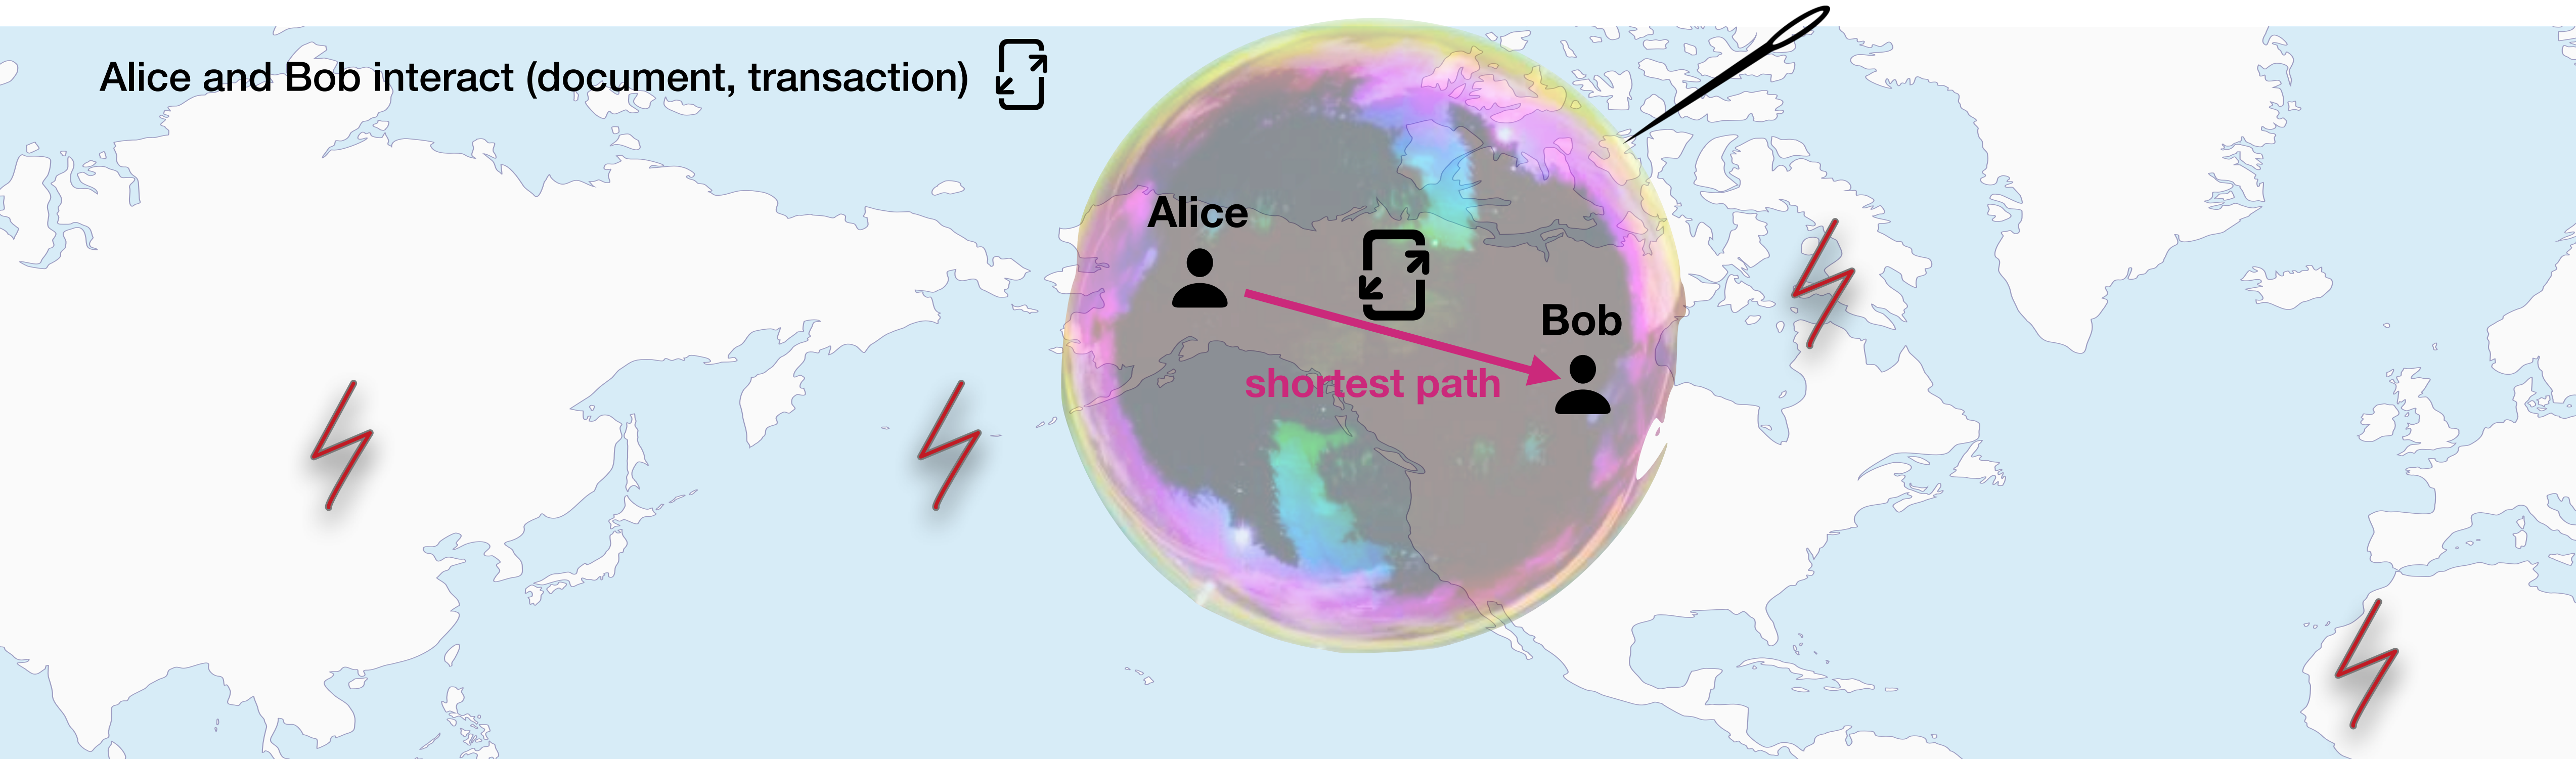 Alice and Bob interact (document, transaction)
Alice
Bob
shortest path